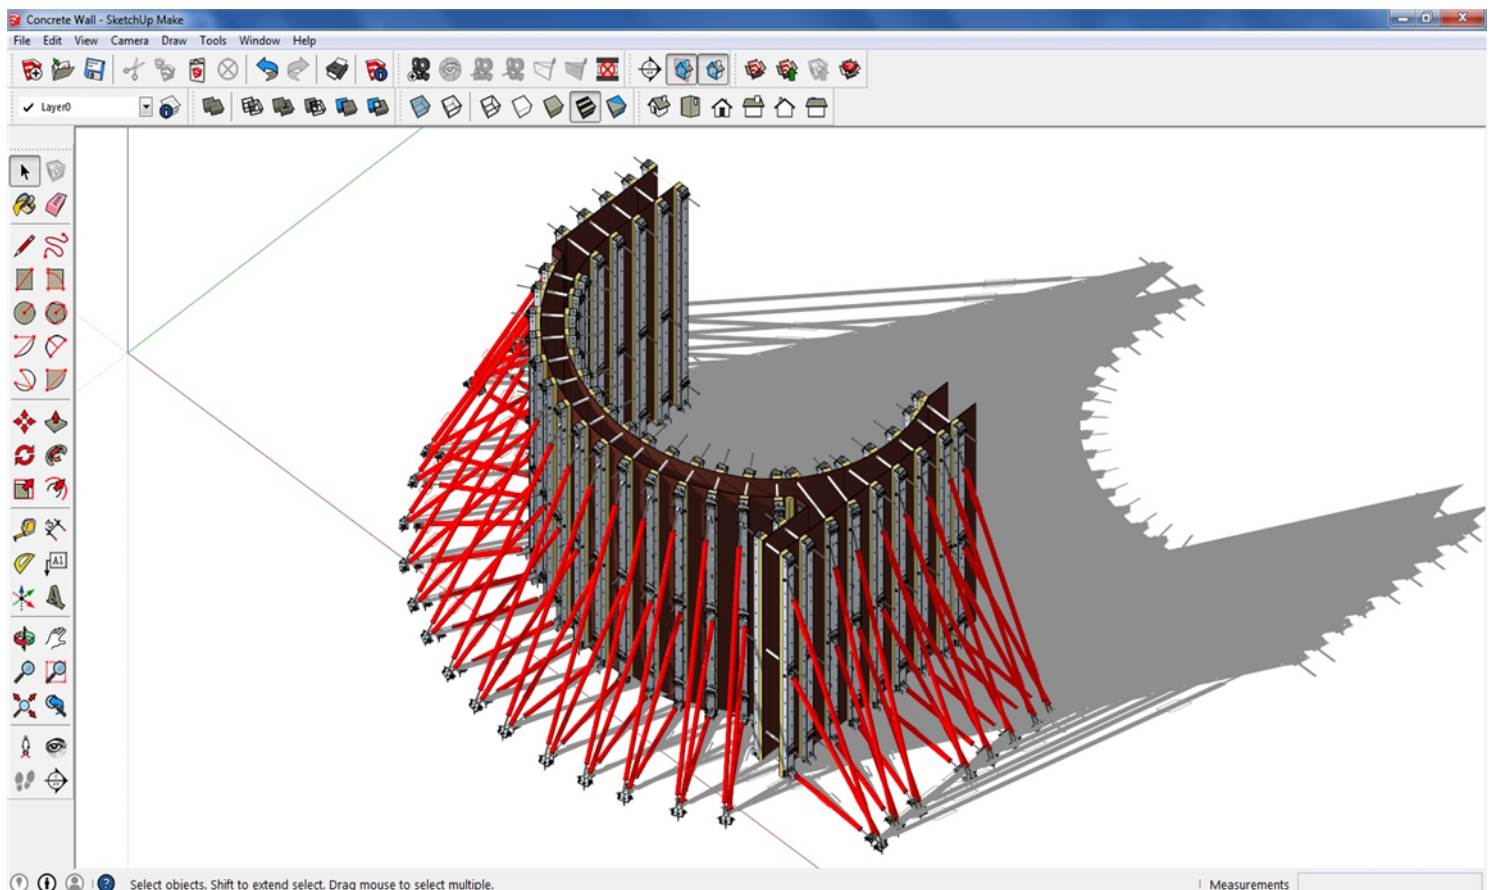 Concrete Wall - SketchUp Make
File Edit View Camera Draw Tools Window Help
Layer0
A1
Select objects. Shift to extend select. Drag mouse to select multiple.
Measurements